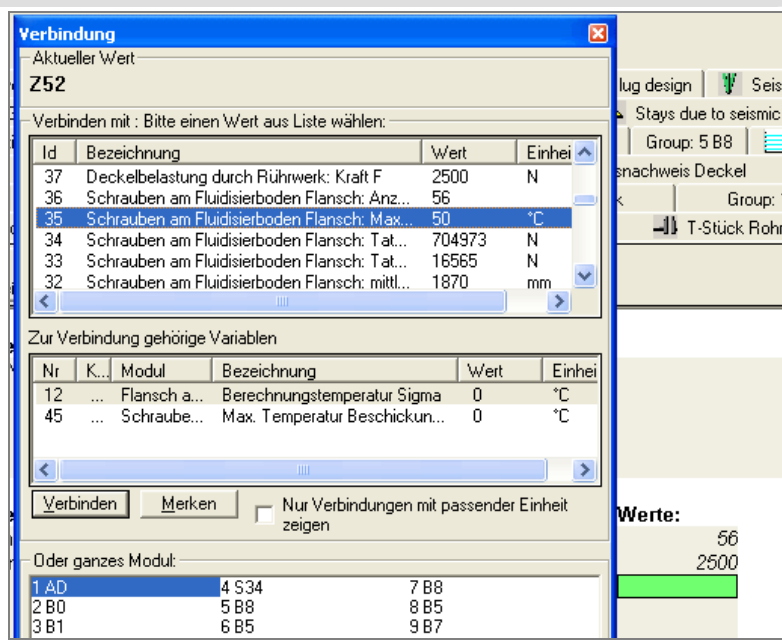 Verbindung
Aktueller Wert
Z52
Verbinden mit : Bitte einen Wert aus Liste wählen:
Id Bezeichnung Wert Einhei
37 Deckelbelastung durch Rührwerk: Kraft F 2500 N
36 Schrauben am Fluidisierboden Flansch: Anz... 56
35 Schrauben am Fluidisierboden Flansch: Max... 50 °C
34 Schrauben am Fluidisierboden Flansch: Tat... 704973 N
33 Schrauben am Fluidisierboden Flansch: Tat... 16565 N
32 Schrauben am Fluidisierboden Flansch: mittl... 1870 mm
Zur Verbindung gehörige Variablen
Nr K... Modul Bezeichnung Wert Einhei
12 ... Flansch a... Berechnungstemperatur Sigma 0 °C
45 ... Schraube... Max. Temperatur Beschickun... 0 °C
Verbinden Merken Nur Verbindungen mit passender Einheit
zeigen
Oder ganzes Modul:
1 AD 4 S34 7 B8
2 B0 5 B8 8 B5
3 B1 6 B5 9 B7
lug design Seis
Stays due to seismic
Group: 5 B8
snachweis Deckel
Group:
T-Stück Rohr
Werte:
56
2500